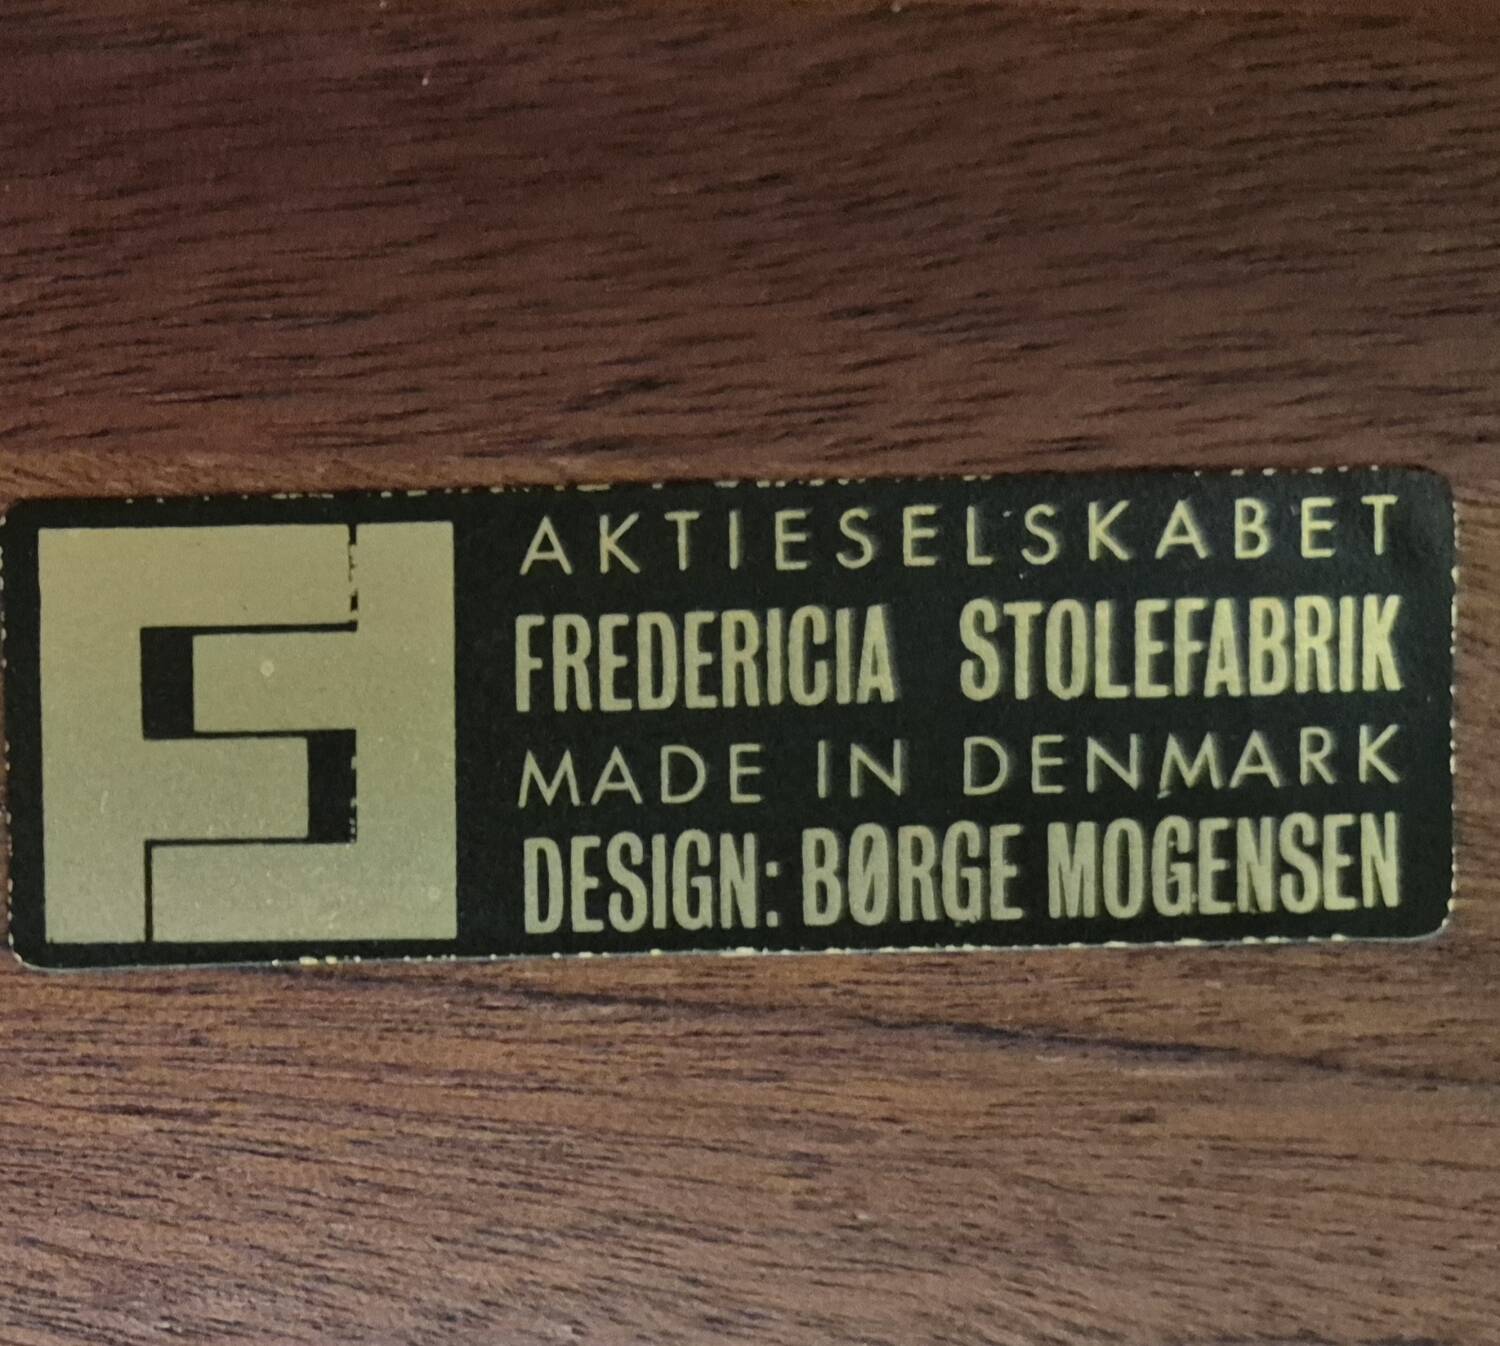 AKTIESELSKABET
FREDERICIA STOLEFABRIK
MADE IN DENMARK
DESIGN: BØRGE MOGENSEN